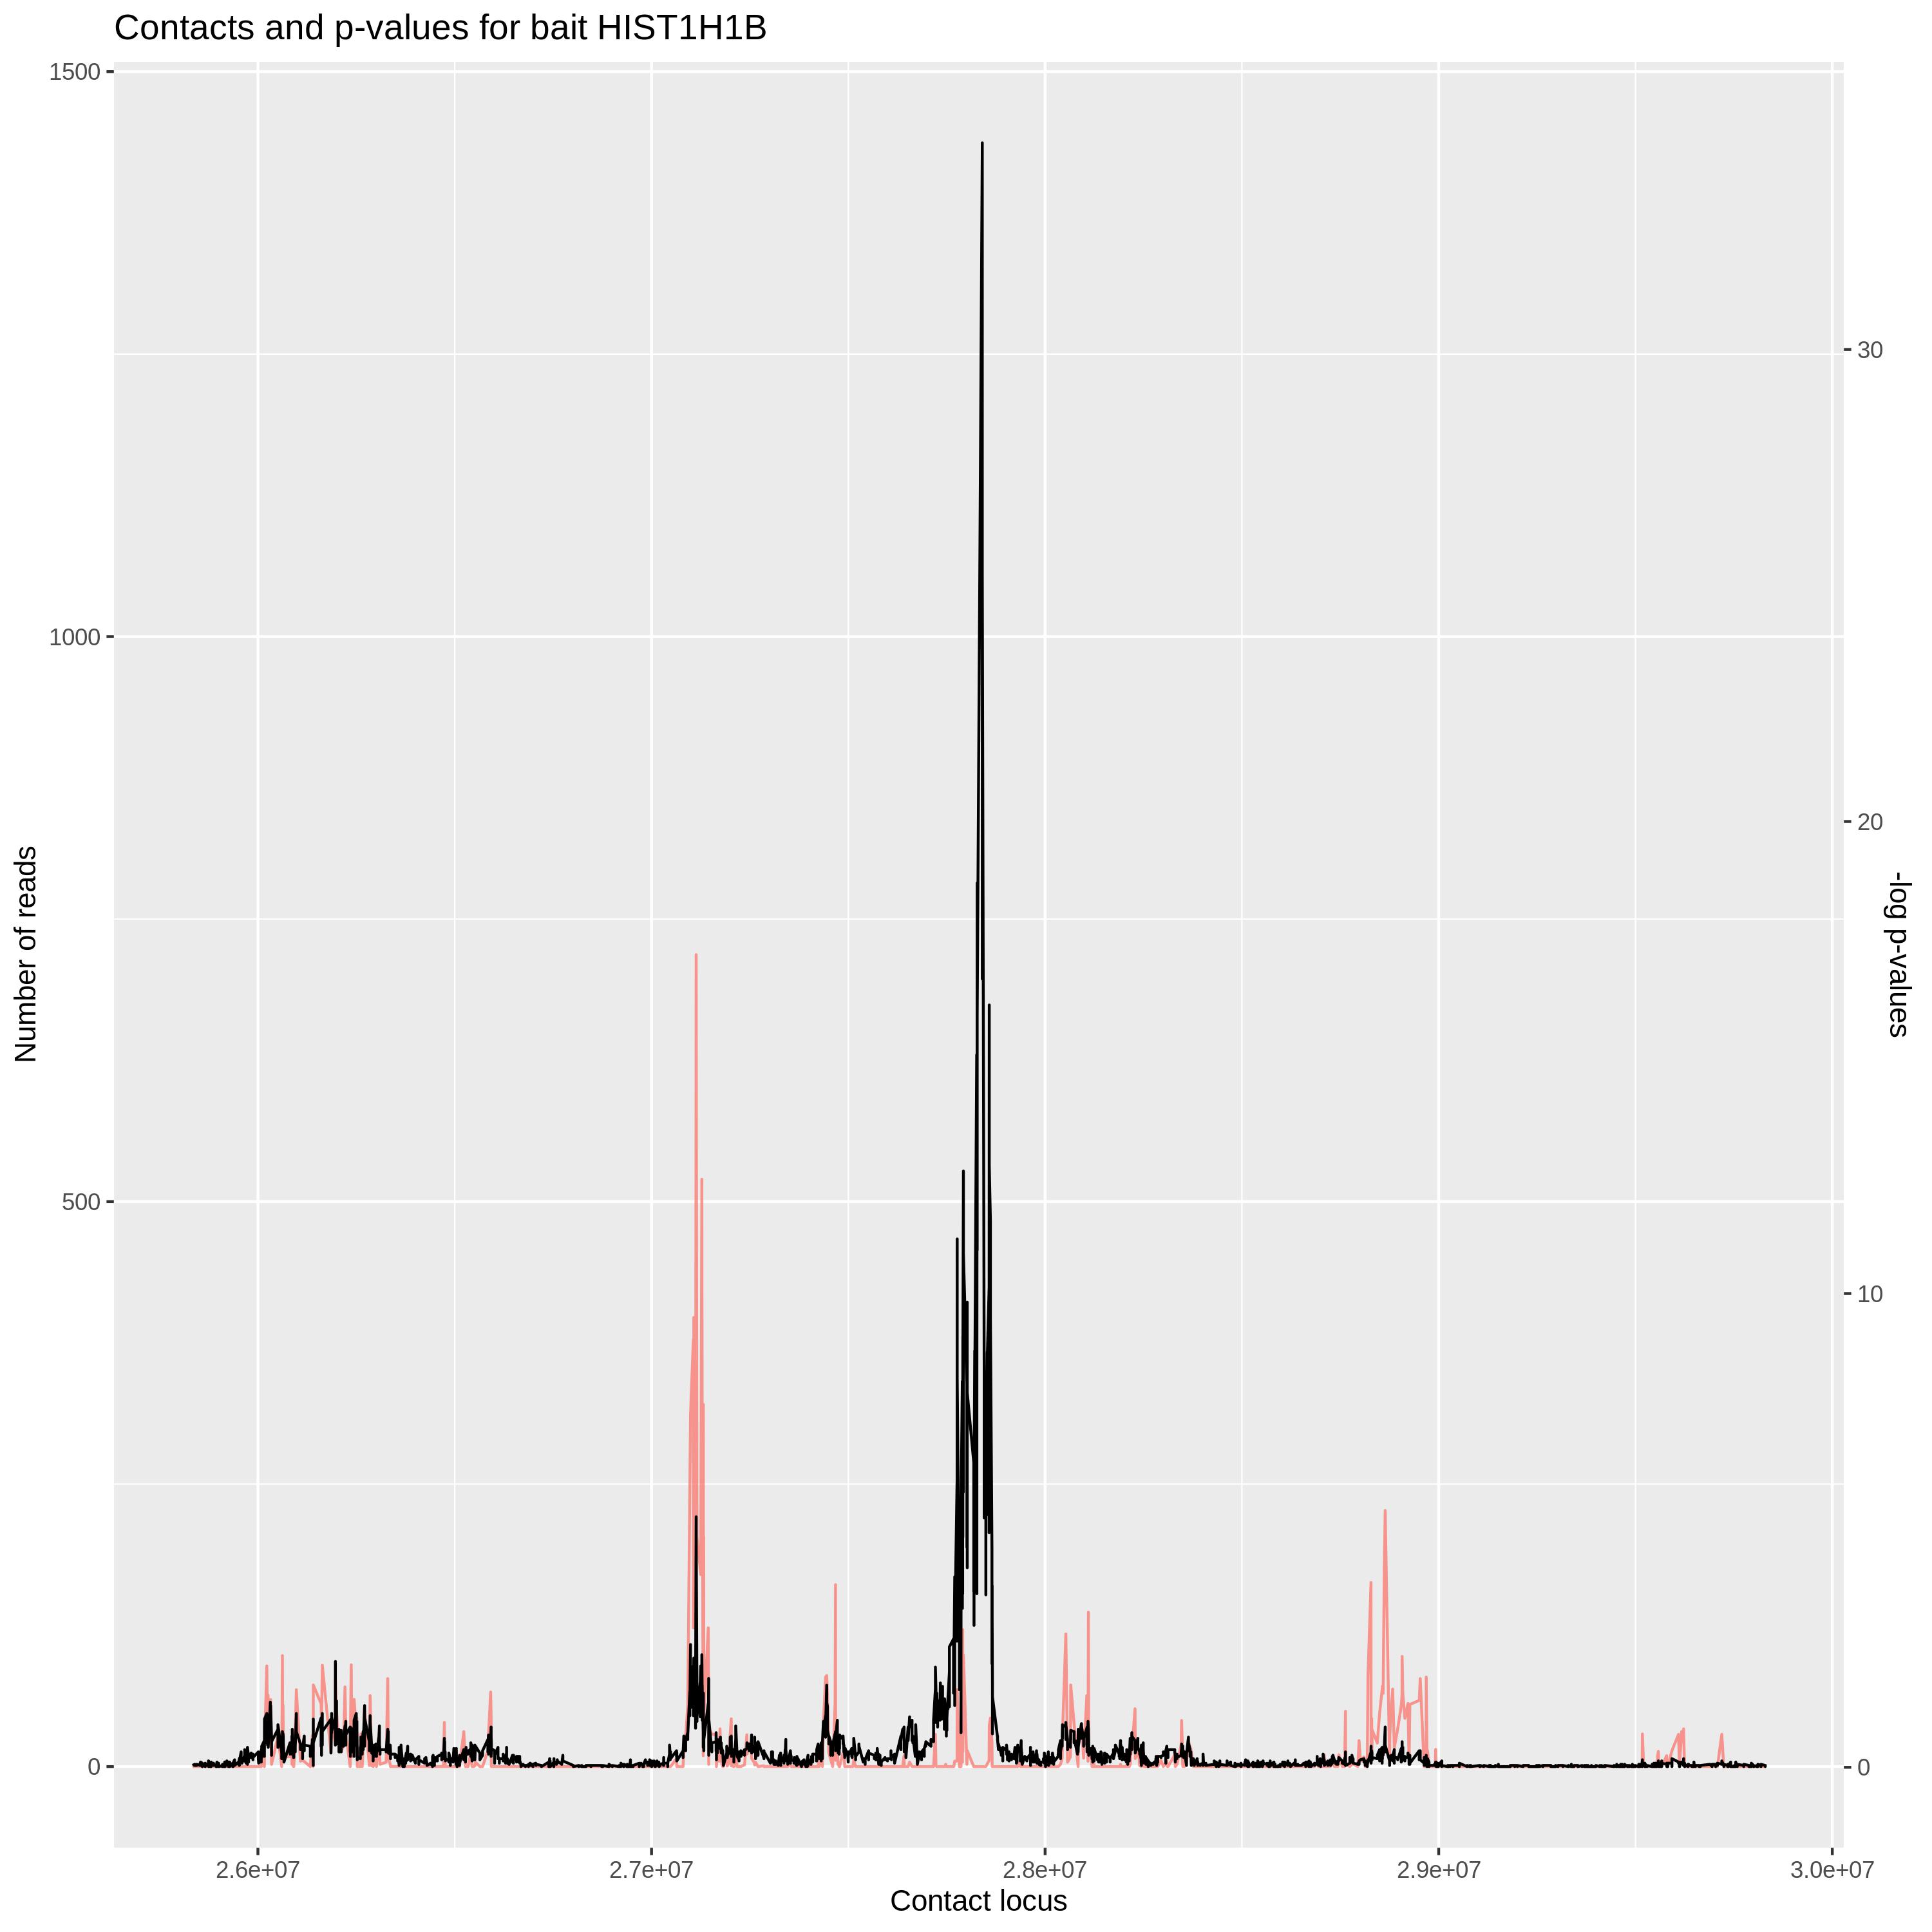 Contacts and p-values for bait HIST1H1B
1500
1000
500
0
Number of reads
30
20
10
0
-log p-values
2.6e+07
2.7e+07
2.8e+07
2.9e+07
3.0e+07
Contact locus